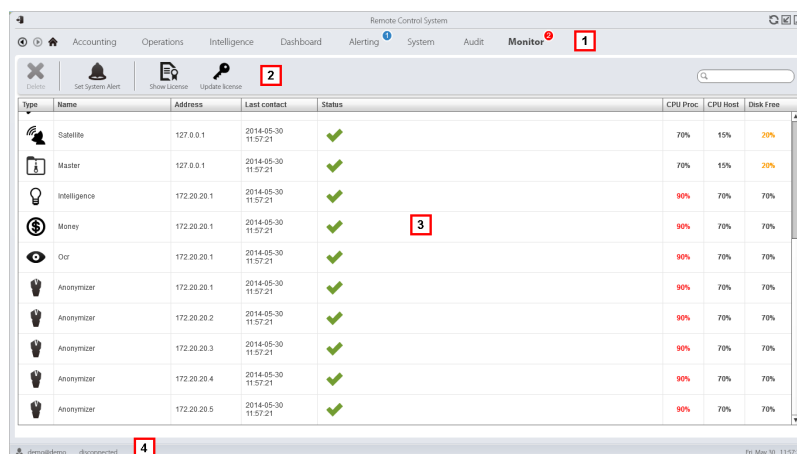 Remote Control System
Accounting Operations Intelligence Dashboard Alerting 1 System Audit Monitor 2 1
Delete Set System Alert Show License Update license 2
Type Name Address Last contact Status CPU Proc CPU Host Disk Free
Satellite 127.0.0.1 2014-05-30 11:57:21 70% 15% 20%
Master 127.0.0.1 2014-05-30 11:57:21 70% 15% 20%
Intelligence 172.20.20.1 2014-05-30 11:57:21 90% 70% 70%
Money 172.20.20.1 2014-05-30 11:57:21 3 90% 70% 70%
Ocr 172.20.20.1 2014-05-30 11:57:21 90% 70% 70%
Anonymizer 172.20.20.1 2014-05-30 11:57:21 90% 70% 70%
Anonymizer 172.20.20.2 2014-05-30 11:57:21 90% 70% 70%
Anonymizer 172.20.20.3 2014-05-30 11:57:21 90% 70% 70%
Anonymizer 172.20.20.4 2014-05-30 11:57:21 90% 70% 70%
Anonymizer 172.20.20.5 2014-05-30 11:57:21 90% 70% 70%
demo@demo disconnected 4 Fri May 30 11:57